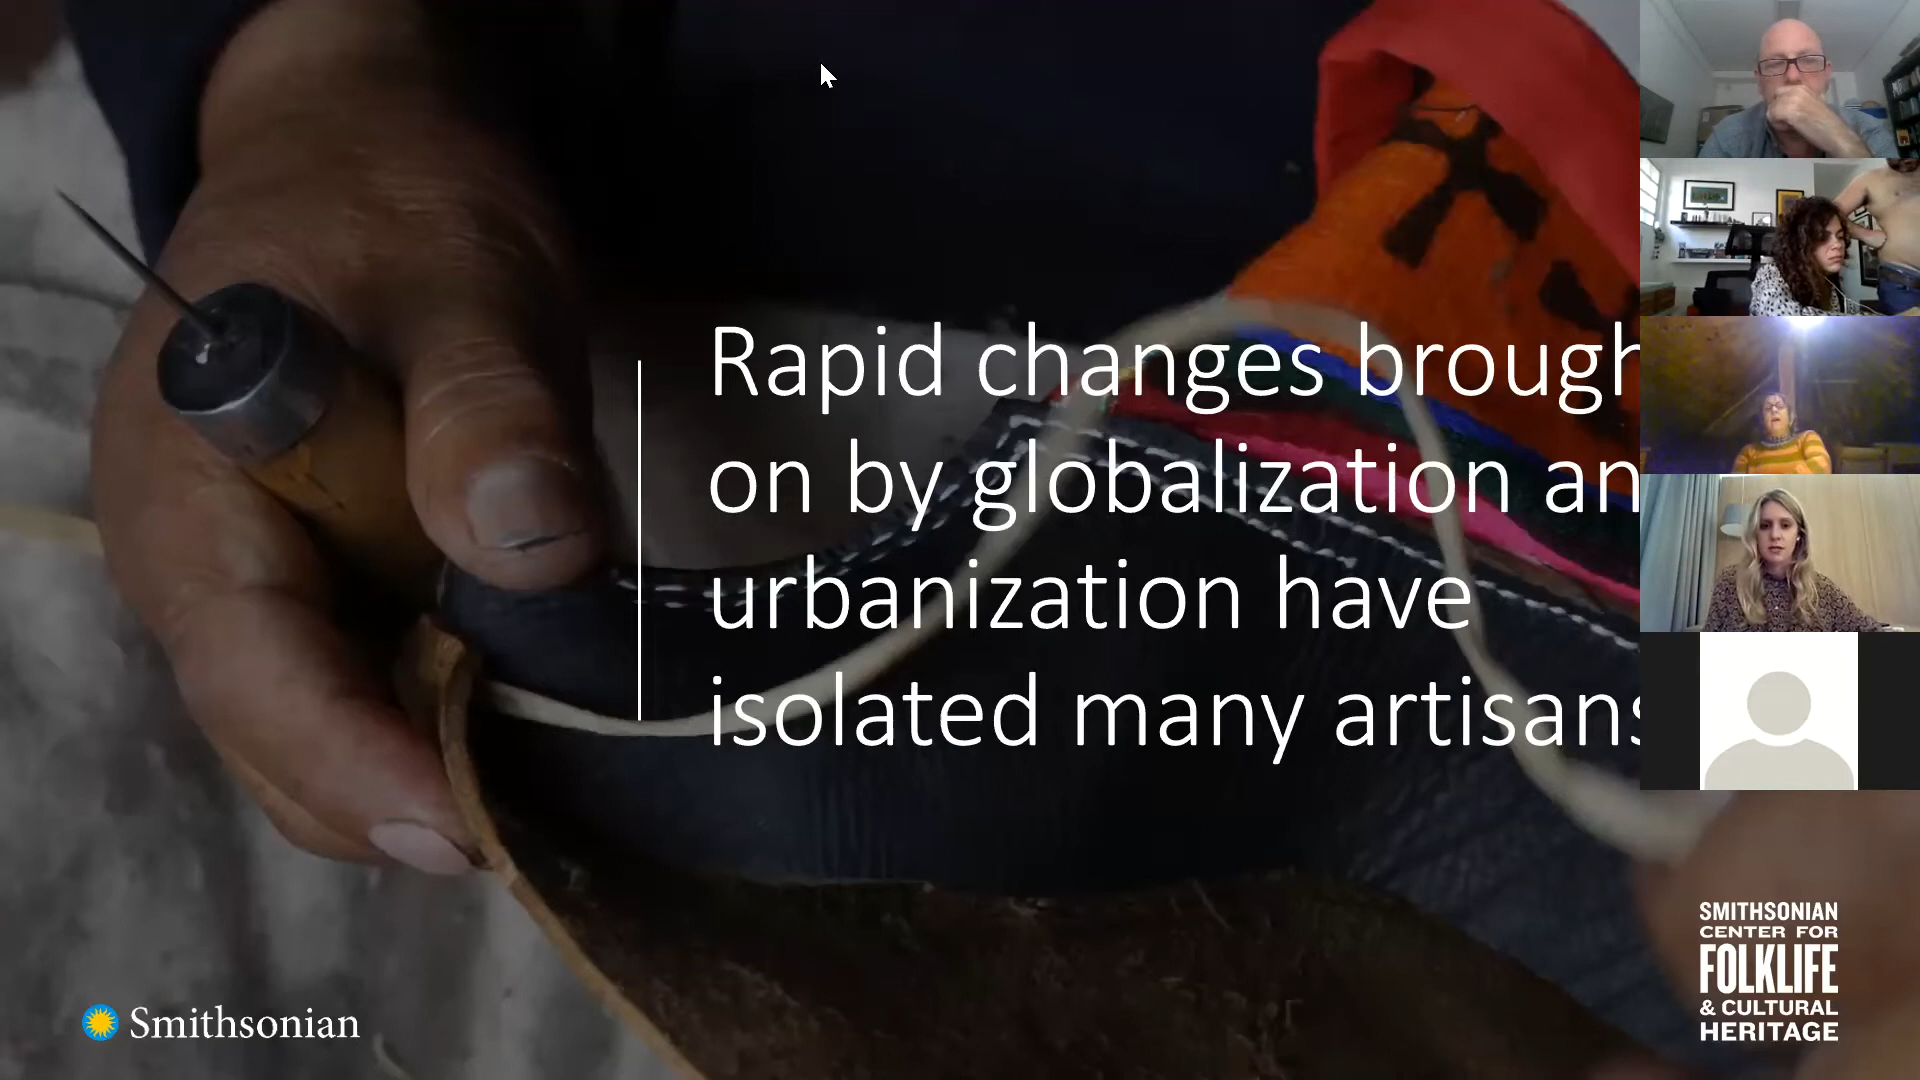 Rapid changes brough
on by globalization an
urbanization have
isolated many artisans
Smithsonian
SMITHSONIAN
CENTER FOR
FOLKLIFE
& CULTURAL
HERITAGE